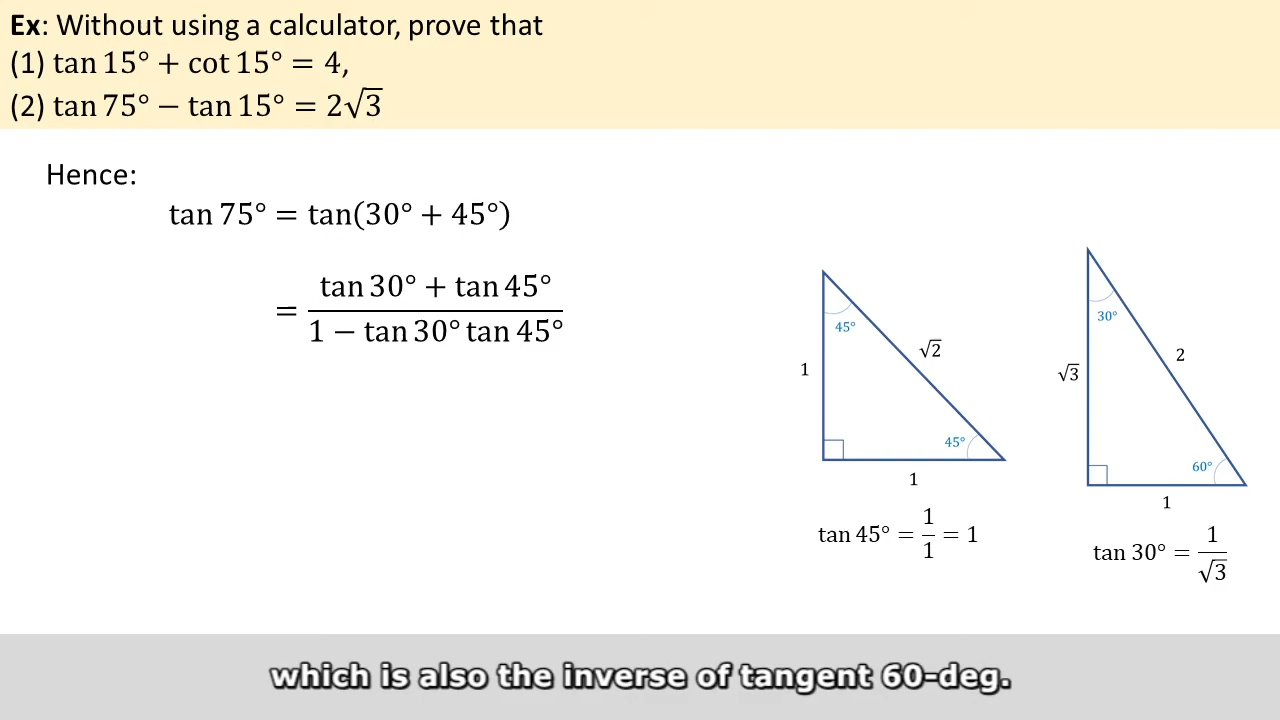 Ex: Without using a calculator, prove that
(1) tan 15° + cot 15° = 4,
(2) tan 75° − tan 15° = 2√3
Hence:
tan 75° = tan(30° + 45°)
= (tan 30° + tan 45°)/(1 − tan 30° tan 45°)
45°
1
√2
45°
1
tan 45° = 1/1 = 1
30°
√3
2
60°
1
tan 30° = 1/√3
which is also the inverse of tangent 60-deg.